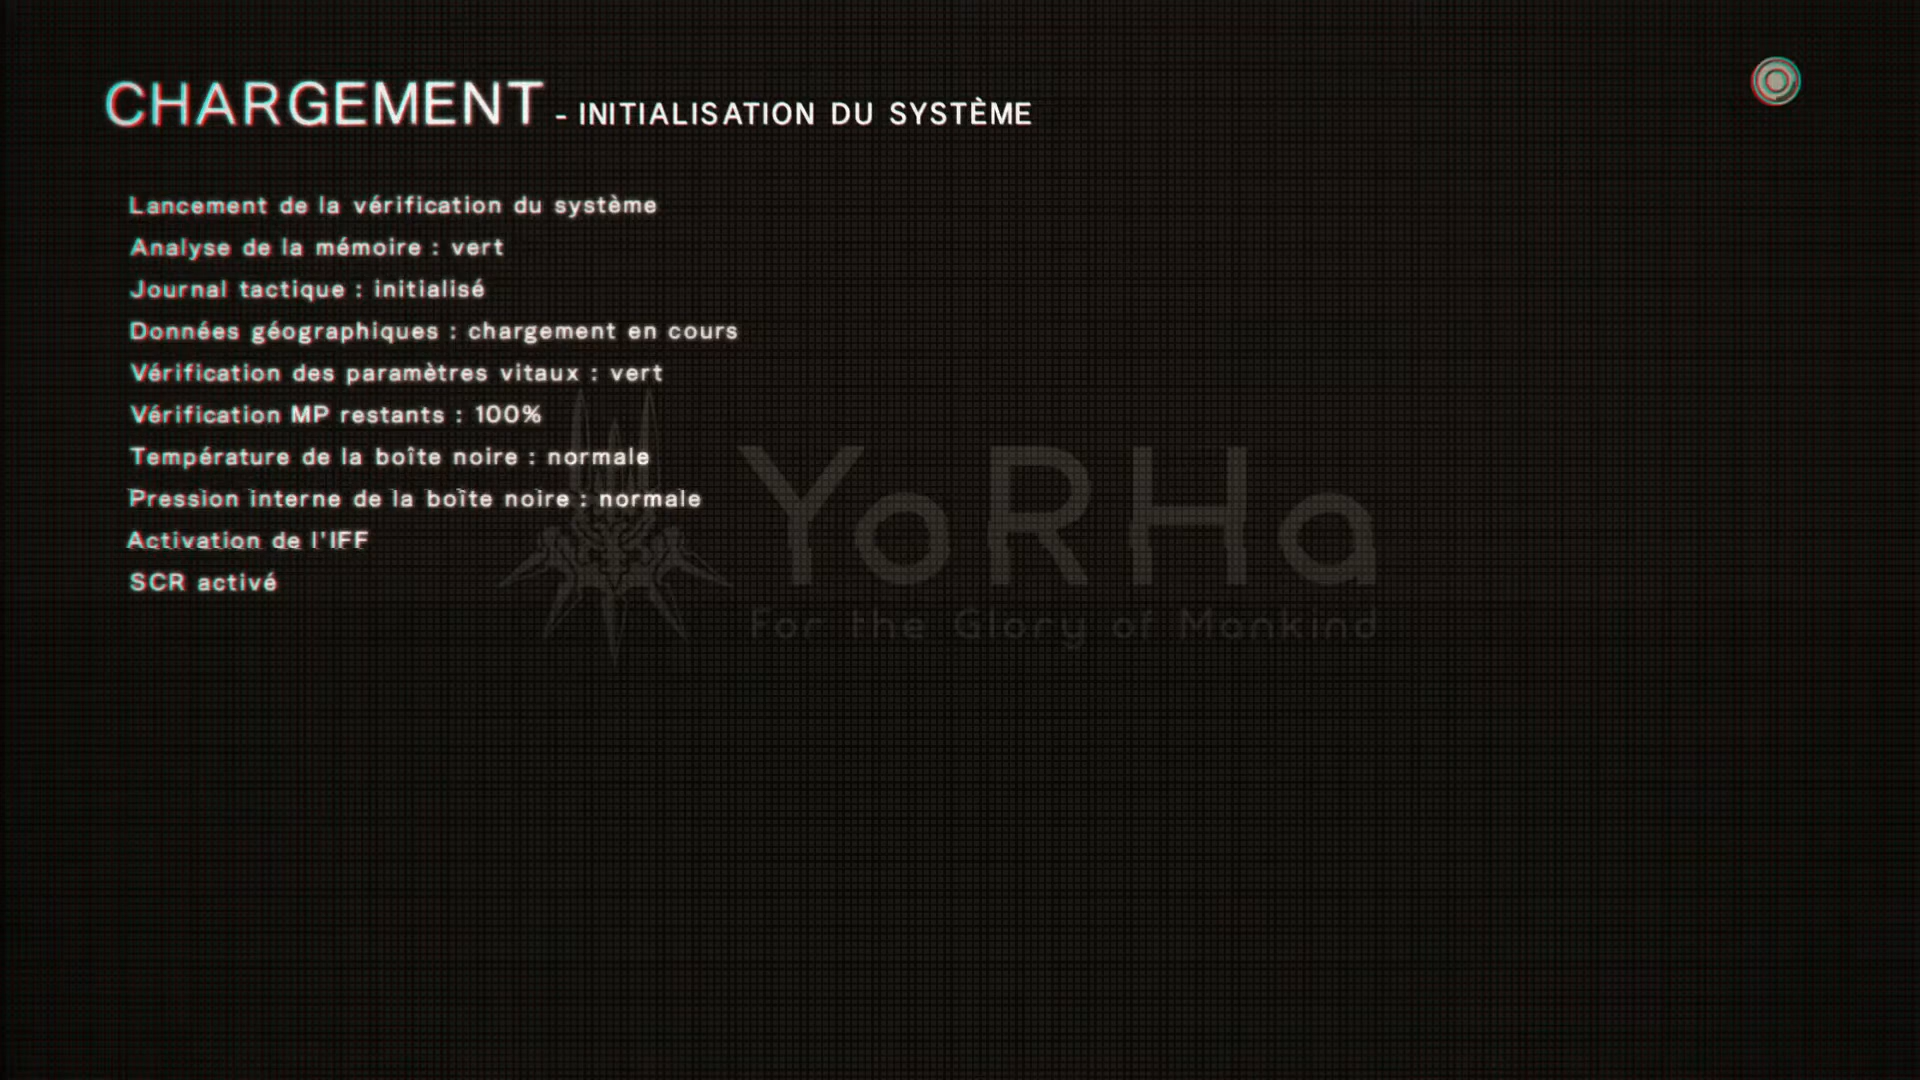 CHARGEMENT - INITIALISATION DU SYSTÈME
Lancement de la vérification du système
Analyse de la mémoire : vert
Journal tactique : initialisé
Données géographiques : chargement en cours
Vérification des paramètres vitaux : vert
Vérification MP restants : 100%
Température de la boîte noire : normale
Pression interne de la boîte noire : normale
Activation de l'IFF
SCR activé
YoRHa
For the Glory of Mankind